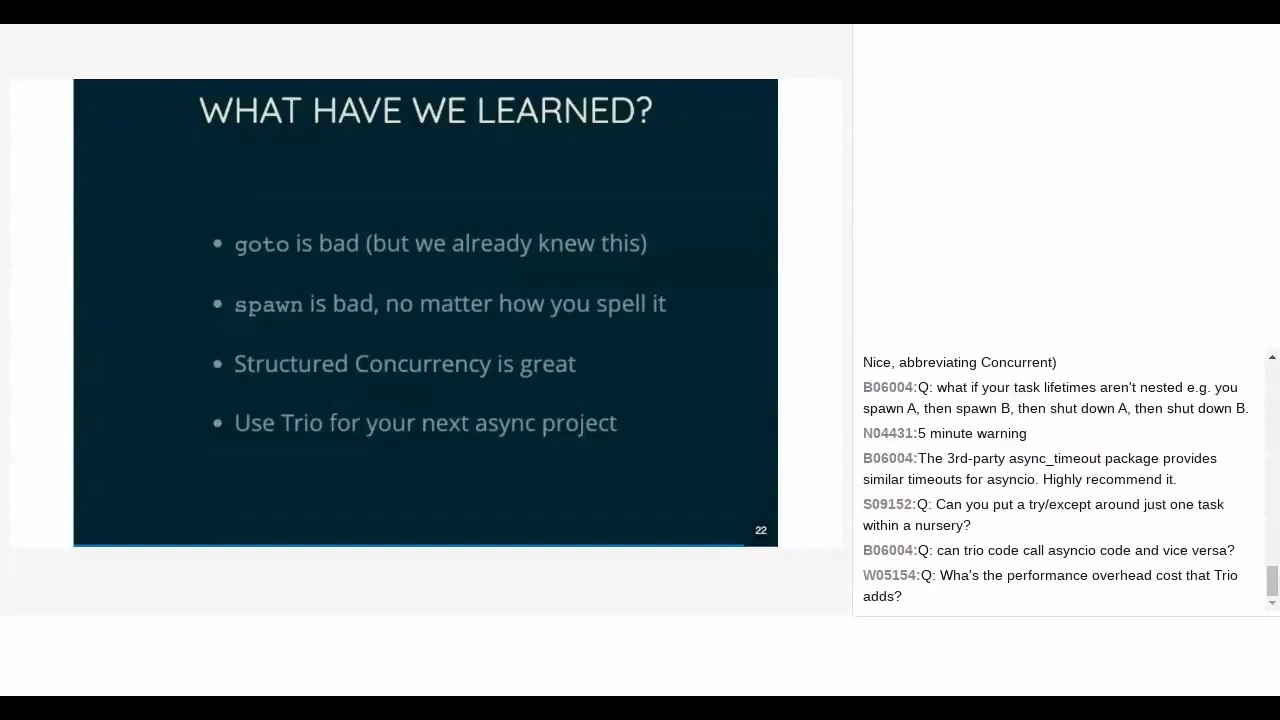 WHAT HAVE WE LEARNED?
• goto is bad (but we already knew this)
• spawn is bad, no matter how you spell it
• Structured Concurrency is great
• Use Trio for your next async project
22
Nice, abbreviating Concurrent)
B06004:Q: what if your task lifetimes aren't nested e.g. you
spawn A, then spawn B, then shut down A, then shut down B.
N04431:5 minute warning
B06004:The 3rd-party async_timeout package provides
similar timeouts for asyncio. Highly recommend it.
S09152:Q: Can you put a try/except around just one task
within a nursery?
B06004:Q: can trio code call asyncio code and vice versa?
W05154:Q: Wha's the performance overhead cost that Trio
adds?